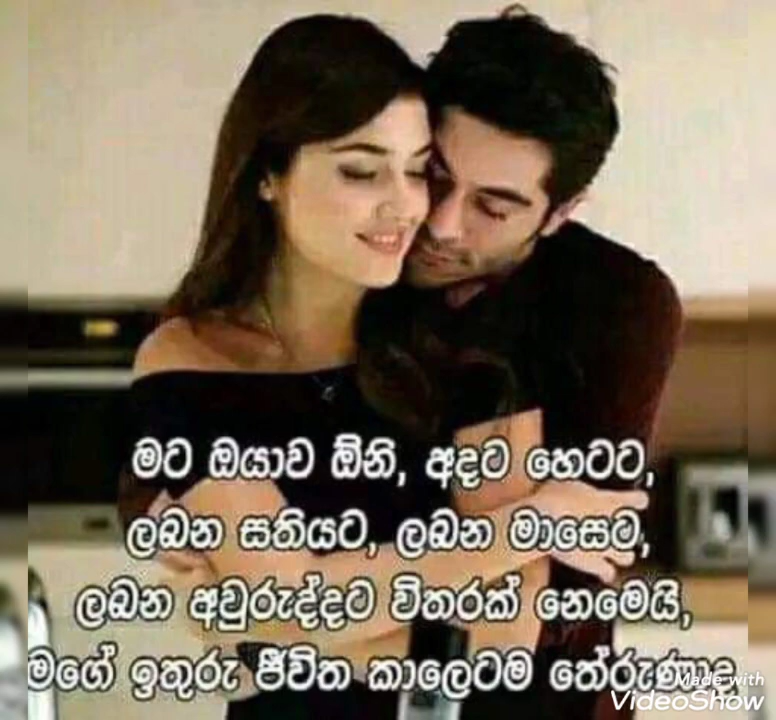 මට ඔයාව ඕනි, අදට හෙටට,
ලබන සතියට, ලබන මාසෙට,
ලබන අවුරුද්දට විතරක් නෙමෙයි,
මගේ ඉතුරු ජීවිත කාලෙටම තේරුණාද
Made with
VideoShow